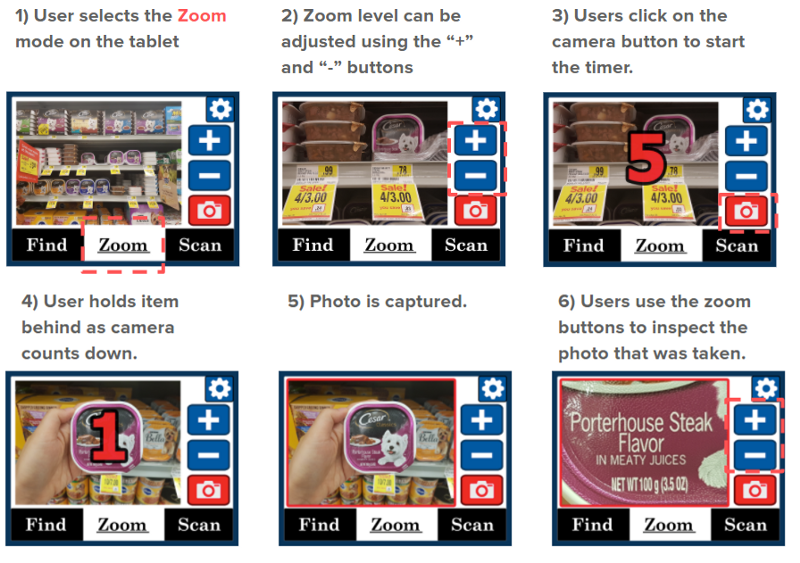 1) User selects the Zoom
mode on the tablet
2) Zoom level can be
adjusted using the “+”
and “-” buttons
3) Users click on the
camera button to start
the timer.
Find Zoom Scan
Cesar
.99 .78
Sale! Sale!
4/3.00 4/3.00
Find Zoom Scan
5
.99 .78
Sale! Sale!
4/3.00 4/3.00
Find Zoom Scan
4) User holds item
behind as camera
counts down.
5) Photo is captured.
6) Users use the zoom
buttons to inspect the
photo that was taken.
1
Bella
Find Zoom Scan
Cesar
Bella
Find Zoom Scan
Porterhouse Steak
Flavor
IN MEATY JUICES
NET WT 100 g (3.5 OZ)
Find Zoom Scan